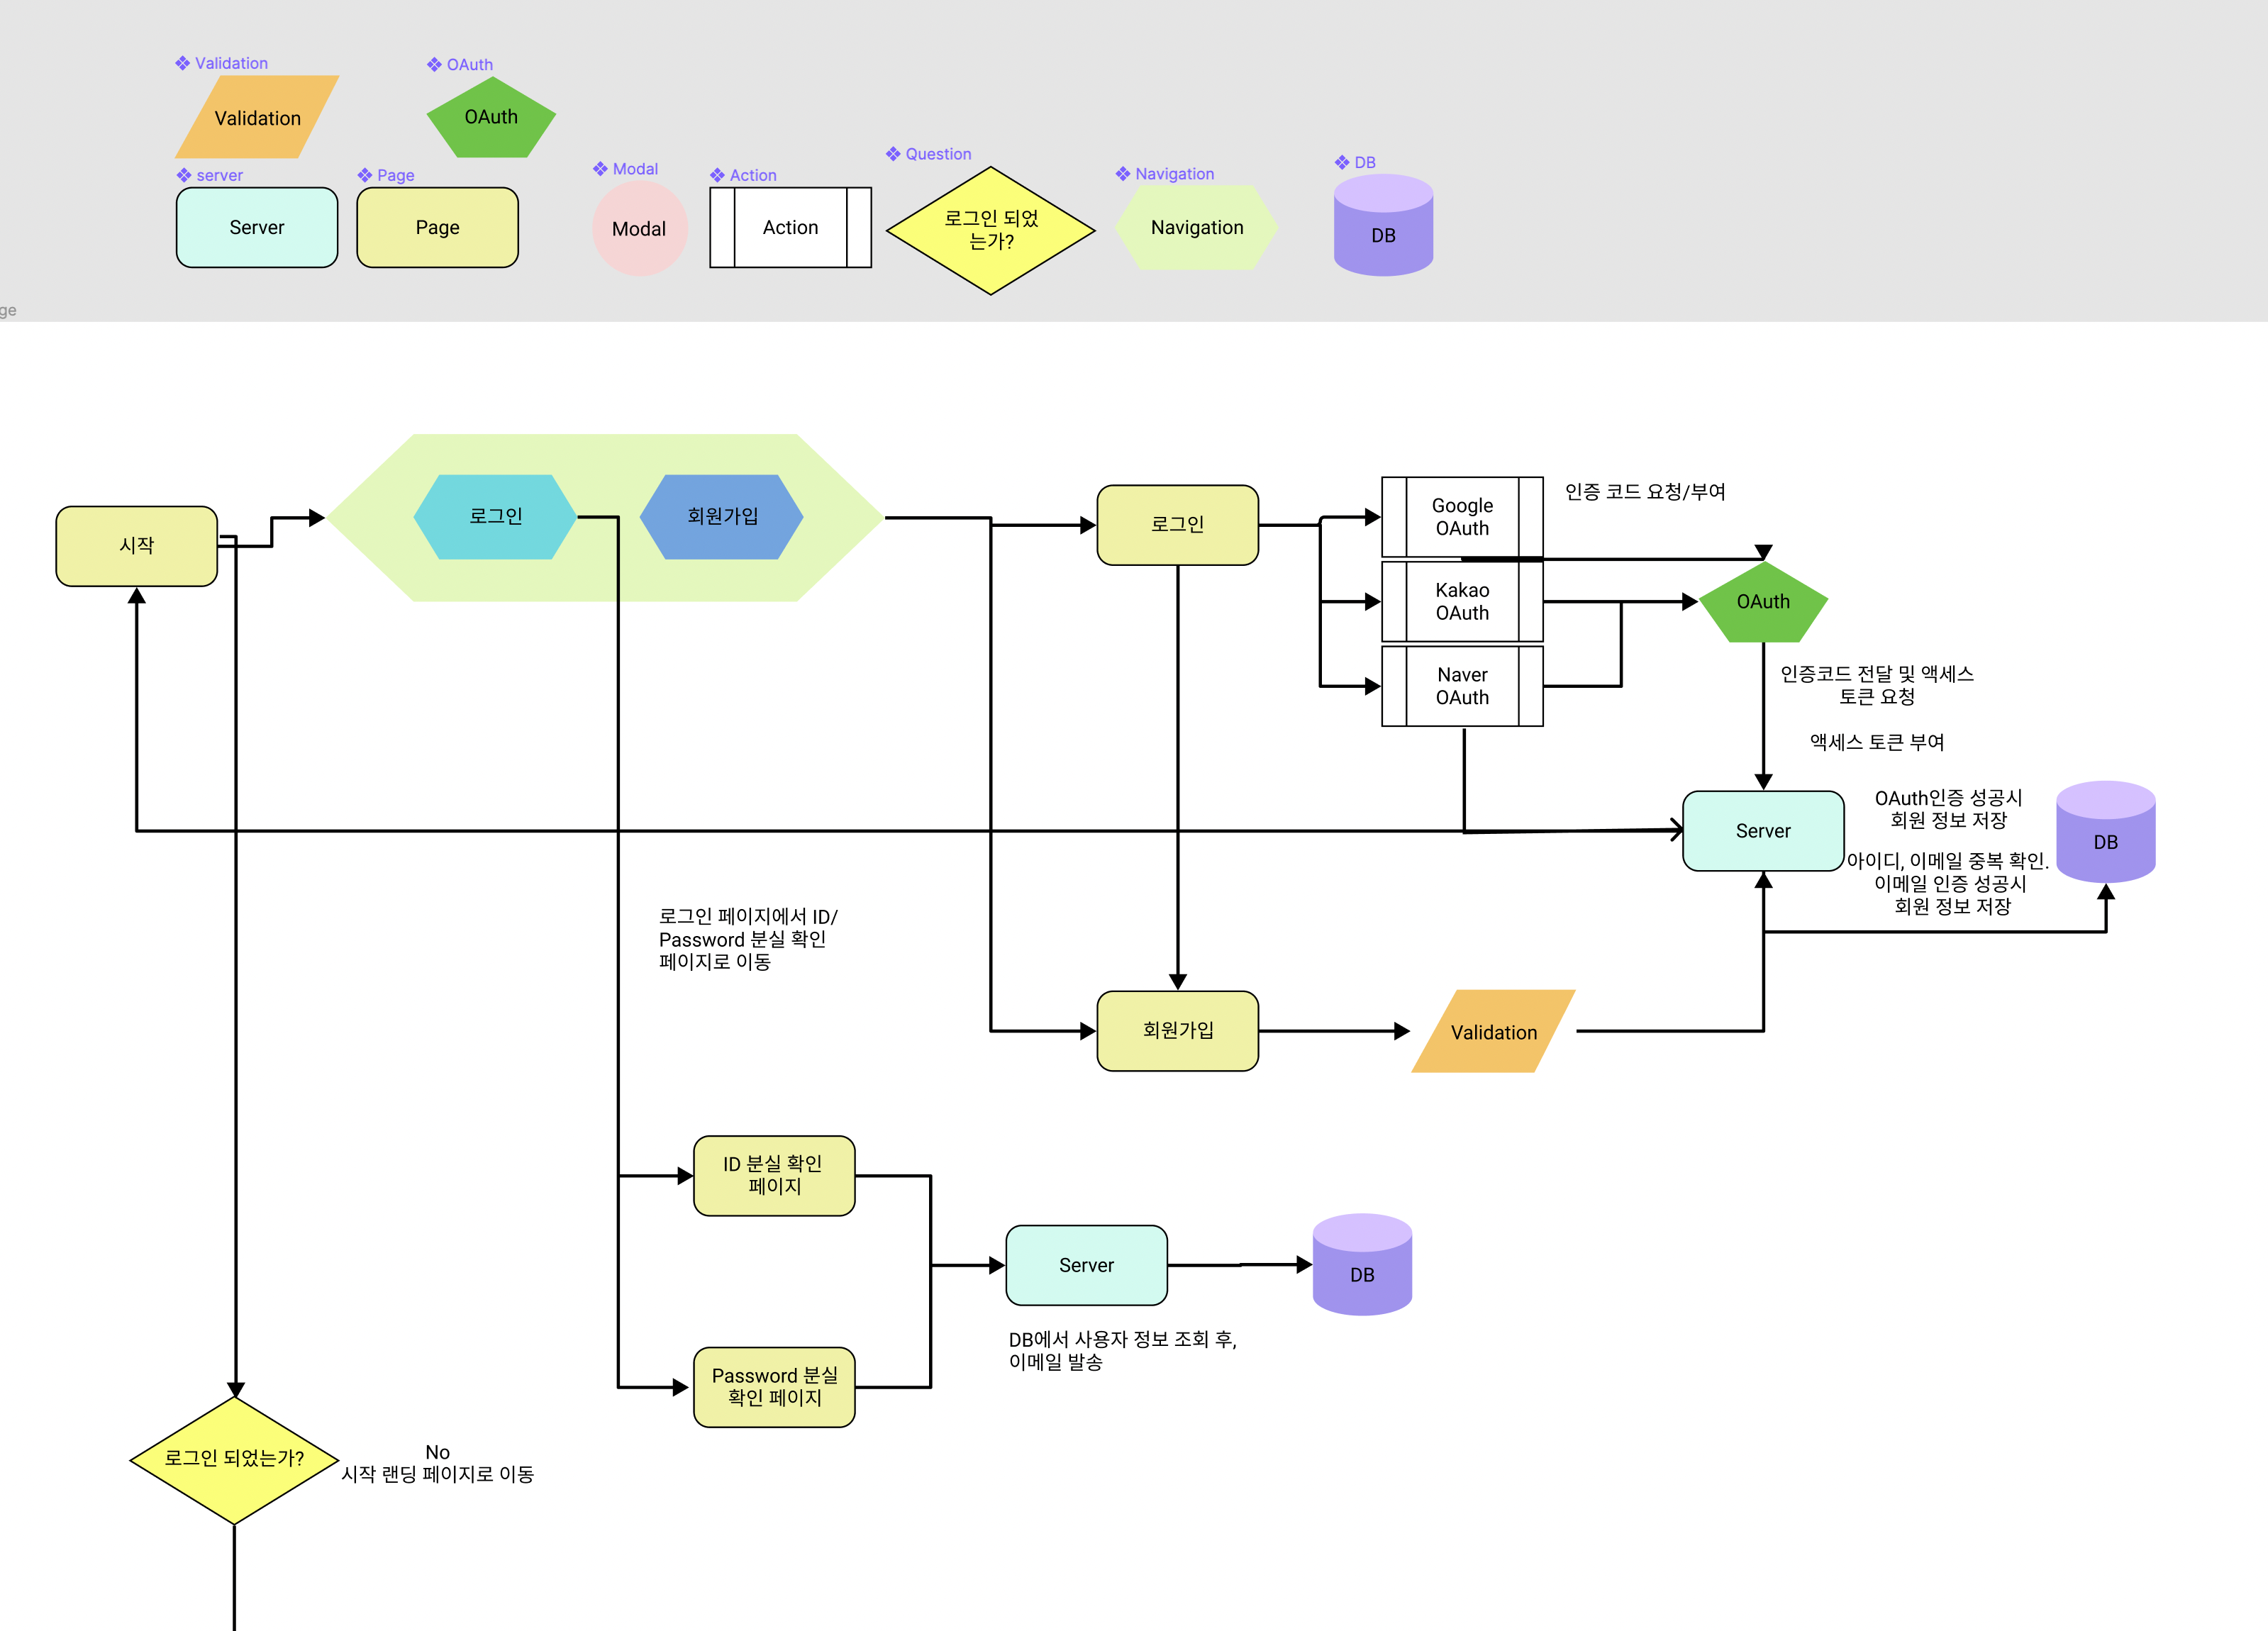 Validation
OAuth
Validation
OAuth
server
Page
Modal
Action
Question
Navigation
DB
Server
Page
Modal
Action
로그인 되었
는가?
Navigation
DB
ge
시작
로그인
회원가입
로그인
Google
OAuth
인증 코드 요청/부여
Kakao
OAuth
OAuth
Naver
OAuth
인증코드 전달 및 액세스
토큰 요청
액세스 토큰 부여
Server
OAuth인증 성공시
회원 정보 저장
DB
아이디, 이메일 중복 확인.
이메일 인증 성공시
회원 정보 저장
로그인 페이지에서 ID/
Password 분실 확인
페이지로 이동
회원가입
Validation
ID 분실 확인
페이지
Server
DB
DB에서 사용자 정보 조회 후,
이메일 발송
Password 분실
확인 페이지
로그인 되었는가?
No
시작 랜딩 페이지로 이동